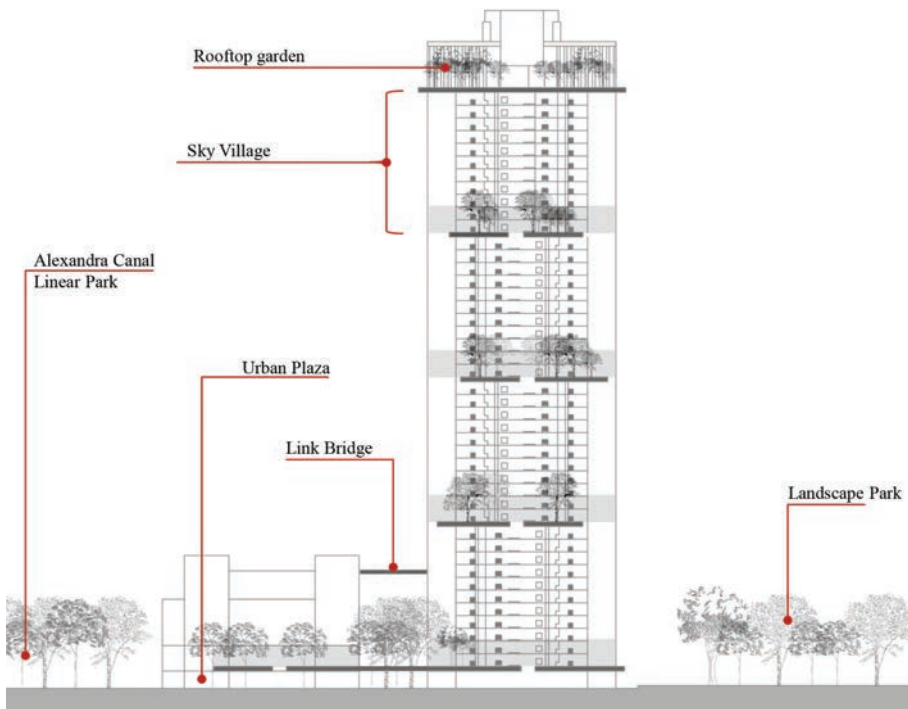 Rooftop garden
Sky Village
Alexandra Canal
Linear Park
Urban Plaza
Link Bridge
Landscape Park